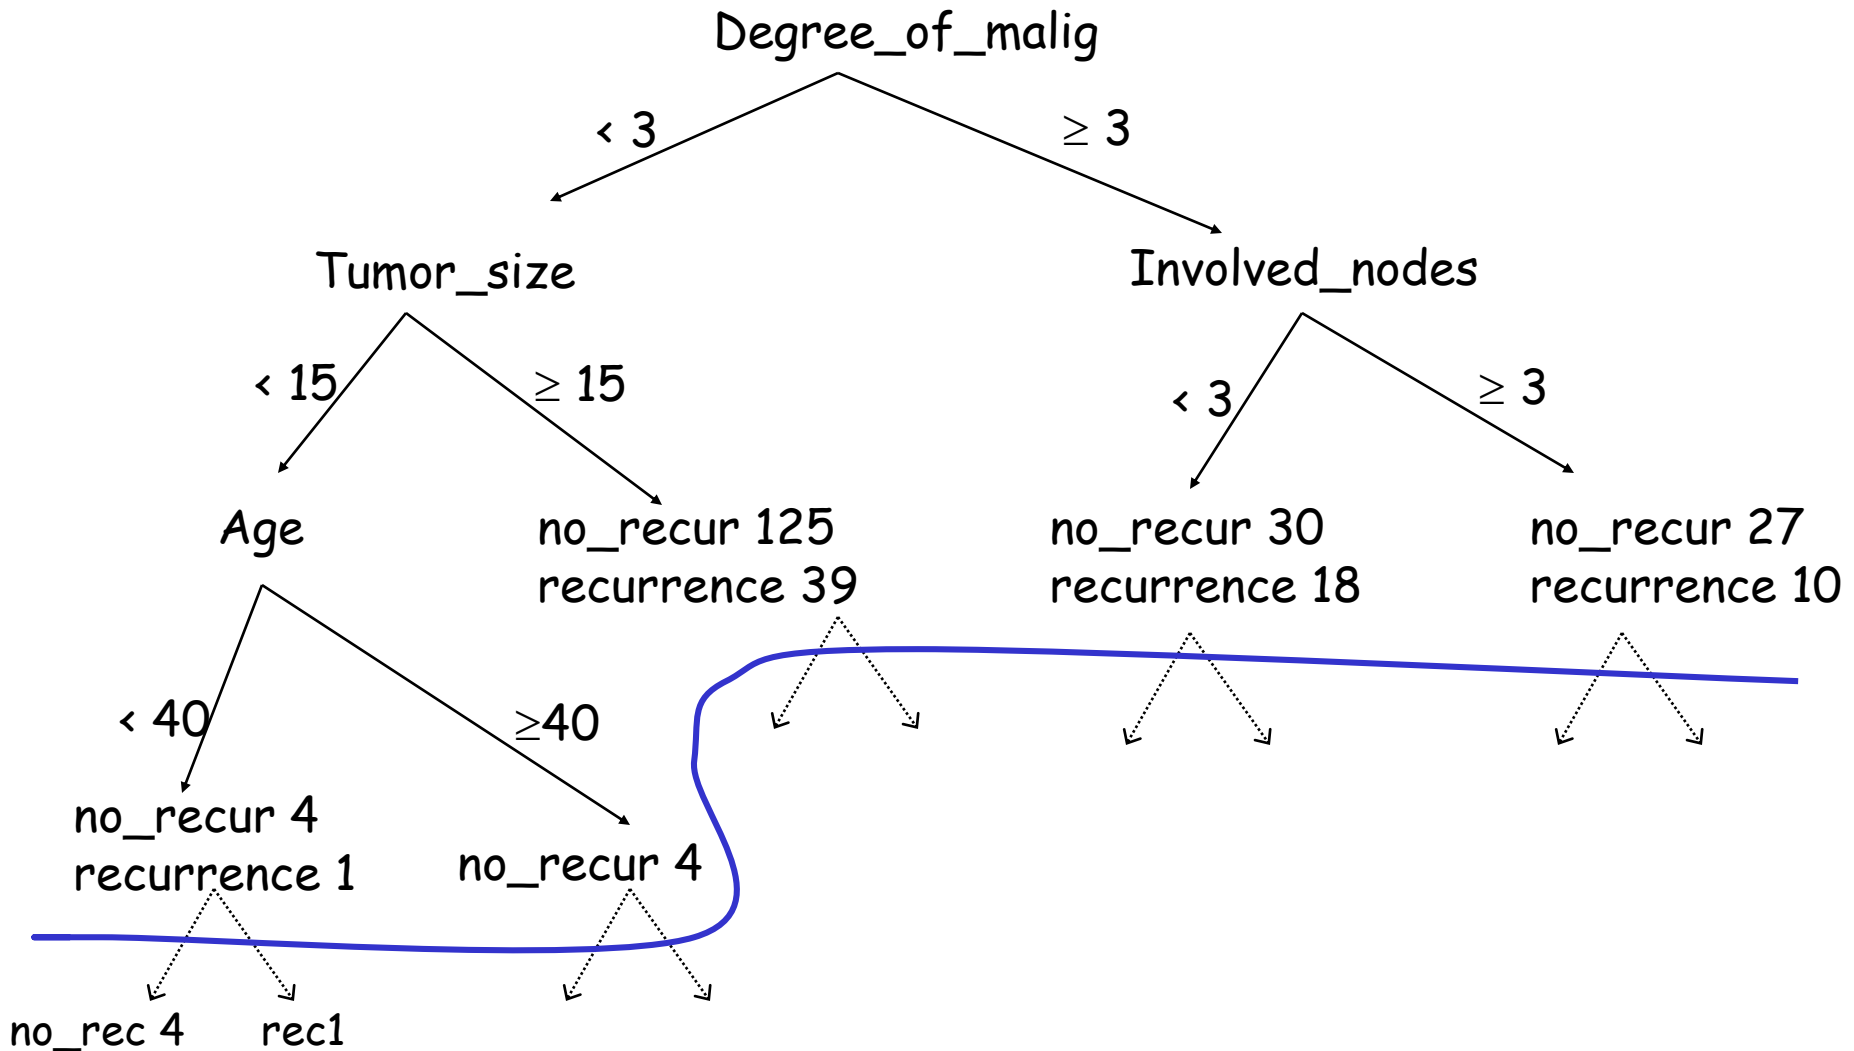 Degree_of_malig
< 3
≥ 3
Tumor_size
Involved_nodes
< 15
≥ 15
< 3
≥ 3
Age
no_recur 125
recurrence 39
no_recur 30
recurrence 18
no_recur 27
recurrence 10
< 40
≥40
no_recur 4
recurrence 1
no_recur 4
no_rec 4
rec1